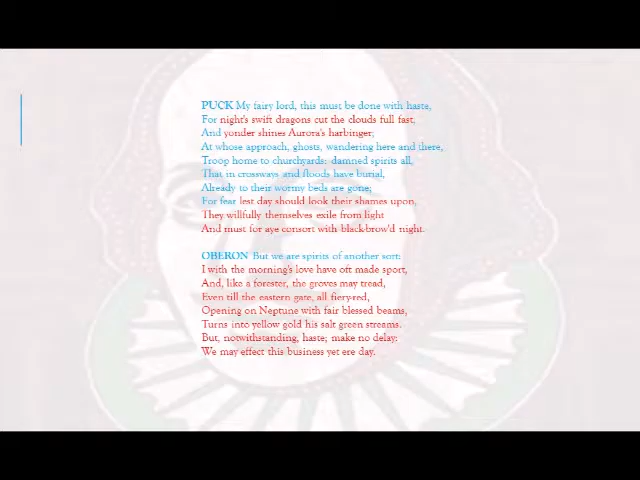 PUCK My fairy lord, this must be done with haste,
For night's swift dragons cut the clouds full fast,
And yonder shines Aurora's harbinger;
At whose approach, ghosts, wandering here and there,
Troop home to churchyards: damned spirits all,
That in crossways and floods have burial,
Already to their wormy beds are gone;
For fear lest day should look their shames upon,
They willfully themselves exile from light
And must for aye consort with black-brow'd night.
OBERON But we are spirits of another sort:
I with the morning's love have oft made sport,
And, like a forester, the groves may tread,
Even till the eastern gate, all fiery-red,
Opening on Neptune with fair blessed beams,
Turns into yellow gold his salt green streams.
But, notwithstanding, haste; make no delay:
We may effect this business yet ere day.